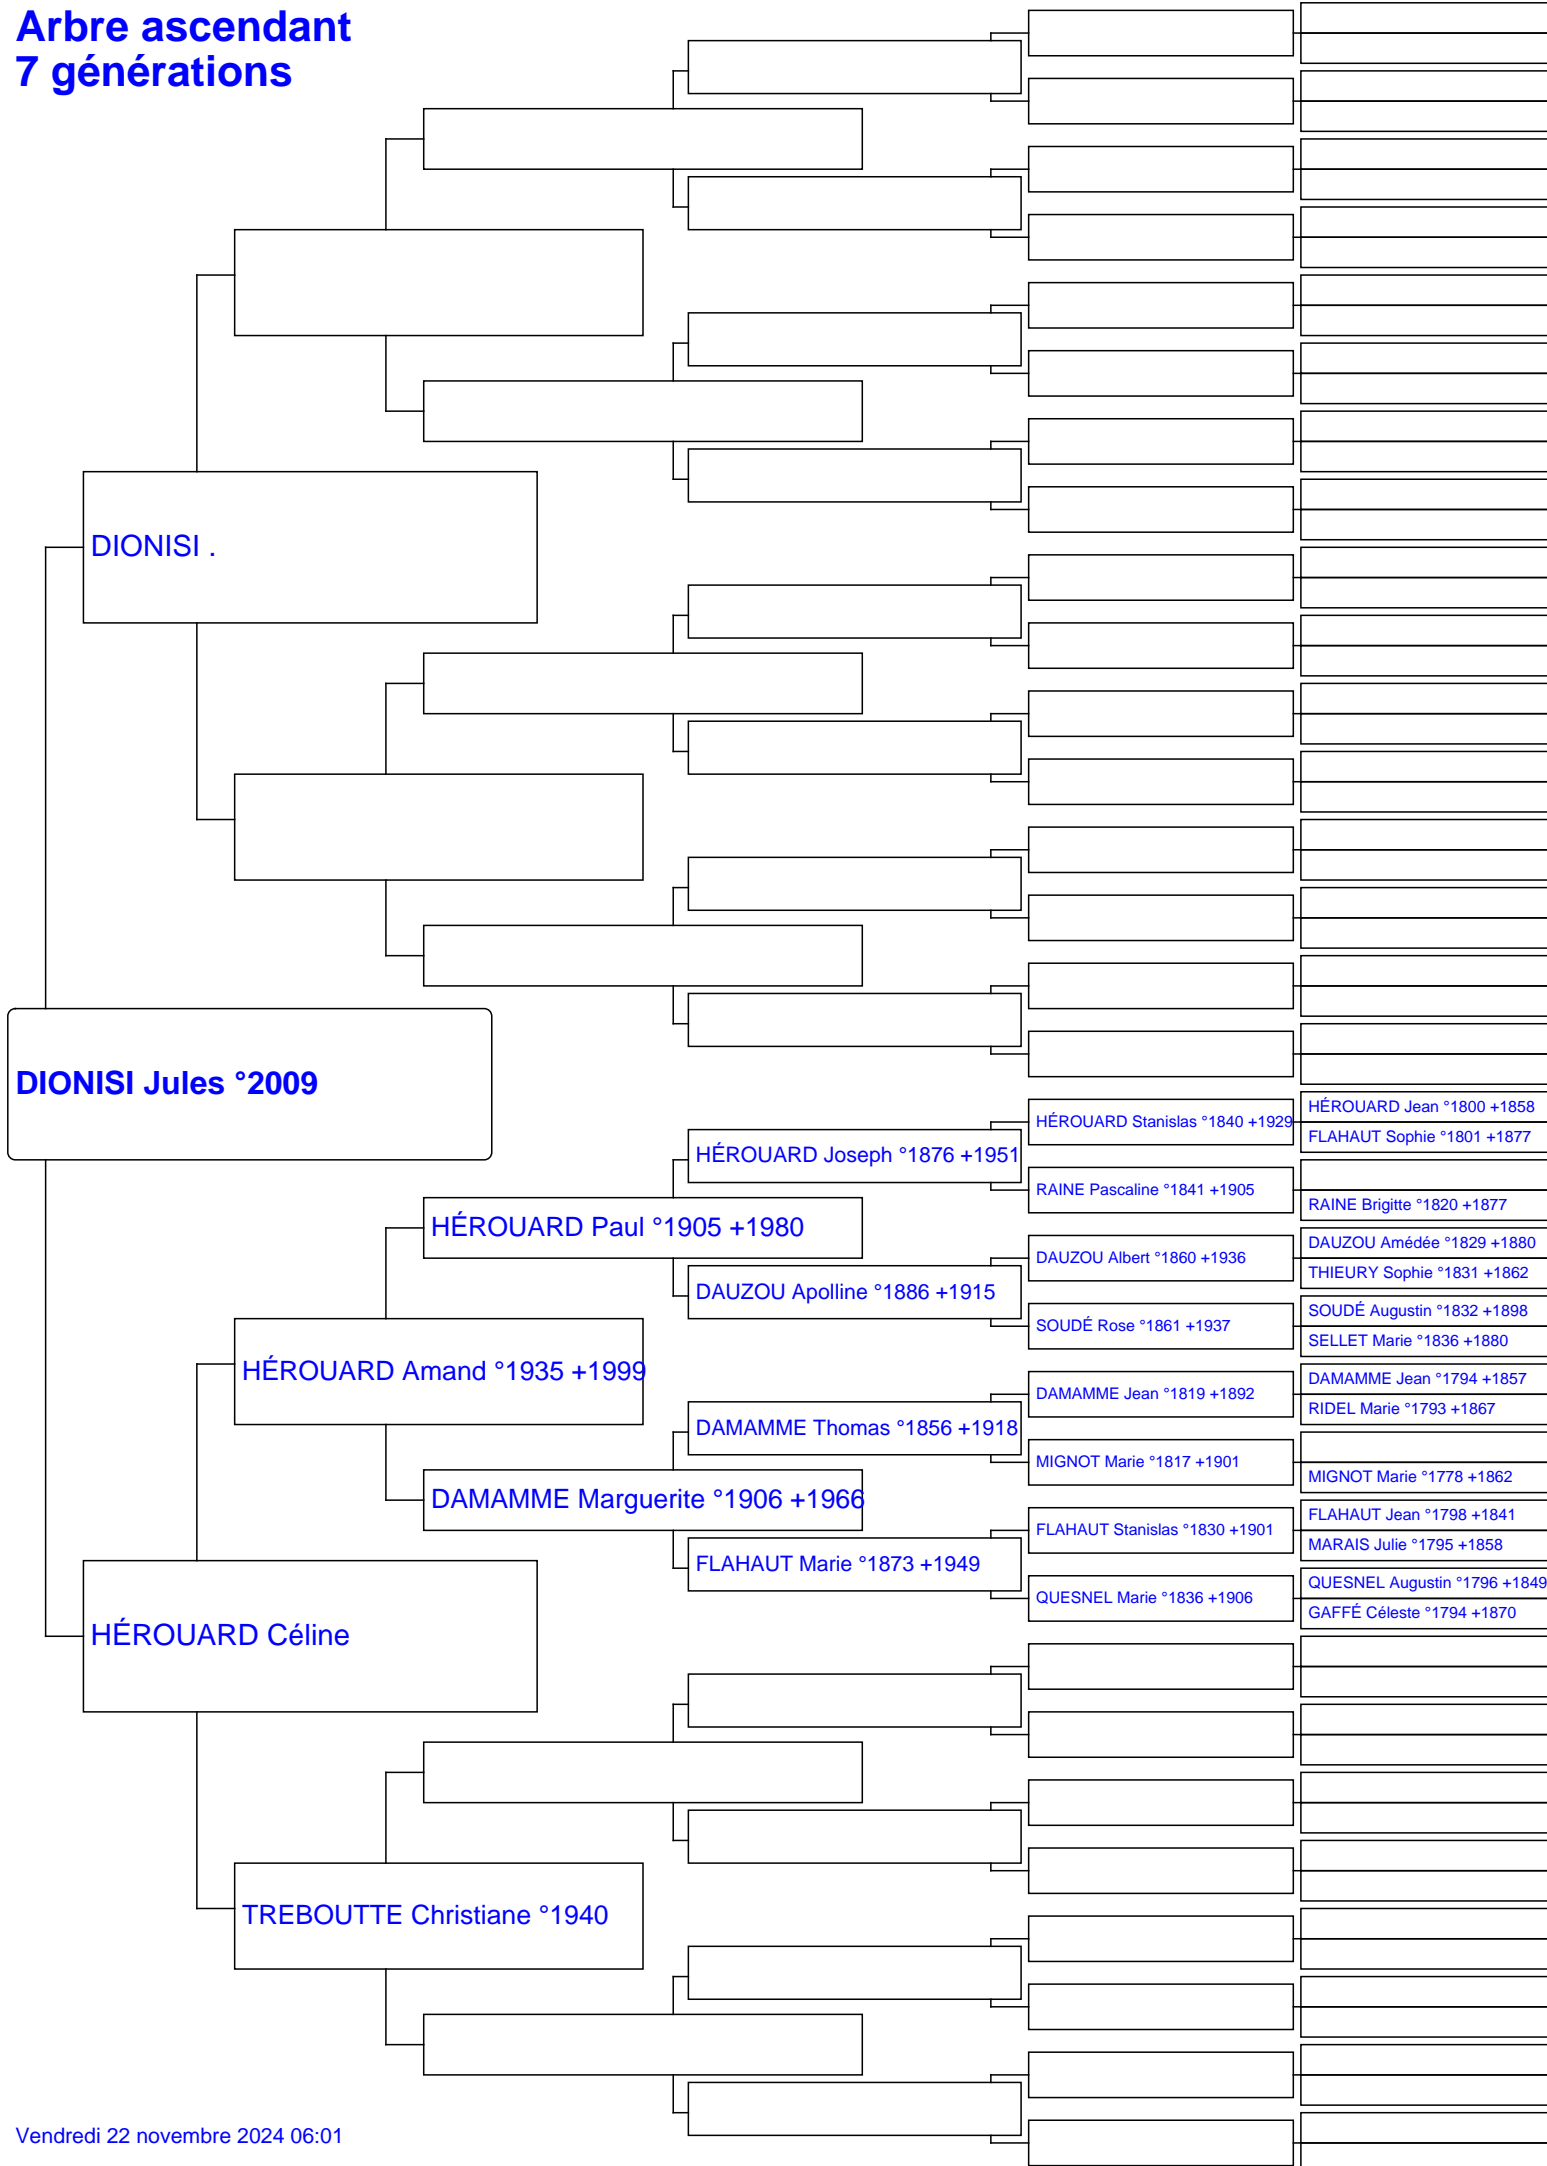 Arbre ascendant
7 générations
DIONISI .
DIONISI Jules °2009
HÉROUARD Jean °1800 +1858
HÉROUARD Stanislas °1840 +1929
FLAHAUT Sophie °1801 +1877
HÉROUARD Joseph °1876 +1951
RAINE Pascaline °1841 +1905
RAINE Brigitte °1820 +1877
HÉROUARD Paul °1905 +1980
DAUZOU Amédée °1829 +1880
DAUZOU Albert °1860 +1936
THIEURY Sophie °1831 +1862
DAUZOU Apolline °1886 +1915
SOUDÉ Augustin °1832 +1898
SOUDÉ Rose °1861 +1937
SELLET Marie °1836 +1880
HÉROUARD Amand °1935 +1999
DAMAMME Jean °1794 +1857
DAMAMME Jean °1819 +1892
RIDEL Marie °1793 +1867
DAMAMME Thomas °1856 +1918
MIGNOT Marie °1817 +1901
MIGNOT Marie °1778 +1862
DAMAMME Marguerite °1906 +1966
FLAHAUT Jean °1798 +1841
FLAHAUT Stanislas °1830 +1901
MARAIS Julie °1795 +1858
FLAHAUT Marie °1873 +1949
QUESNEL Augustin °1796 +1849
QUESNEL Marie °1836 +1906
GAFFÉ Céleste °1794 +1870
HÉROUARD Céline
TREBOUTTE Christiane °1940
Vendredi 22 novembre 2024 06:01